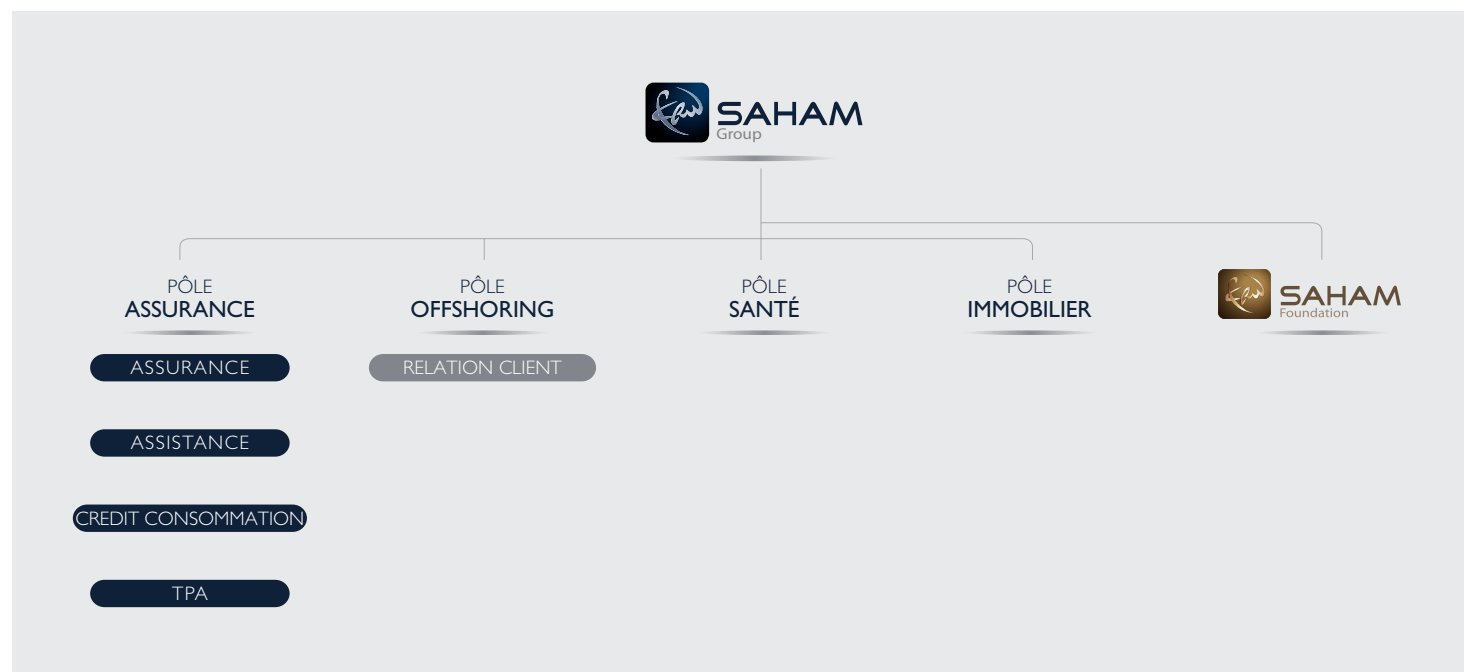 SAHAM
Group
PÔLE
ASSURANCE
PÔLE
OFFSHORING
PÔLE
SANTÉ
PÔLE
IMMOBILIER
SAHAM
Foundation
ASSURANCE
RELATION CLIENT
ASSISTANCE
CREDIT CONSOMMATION
TPA